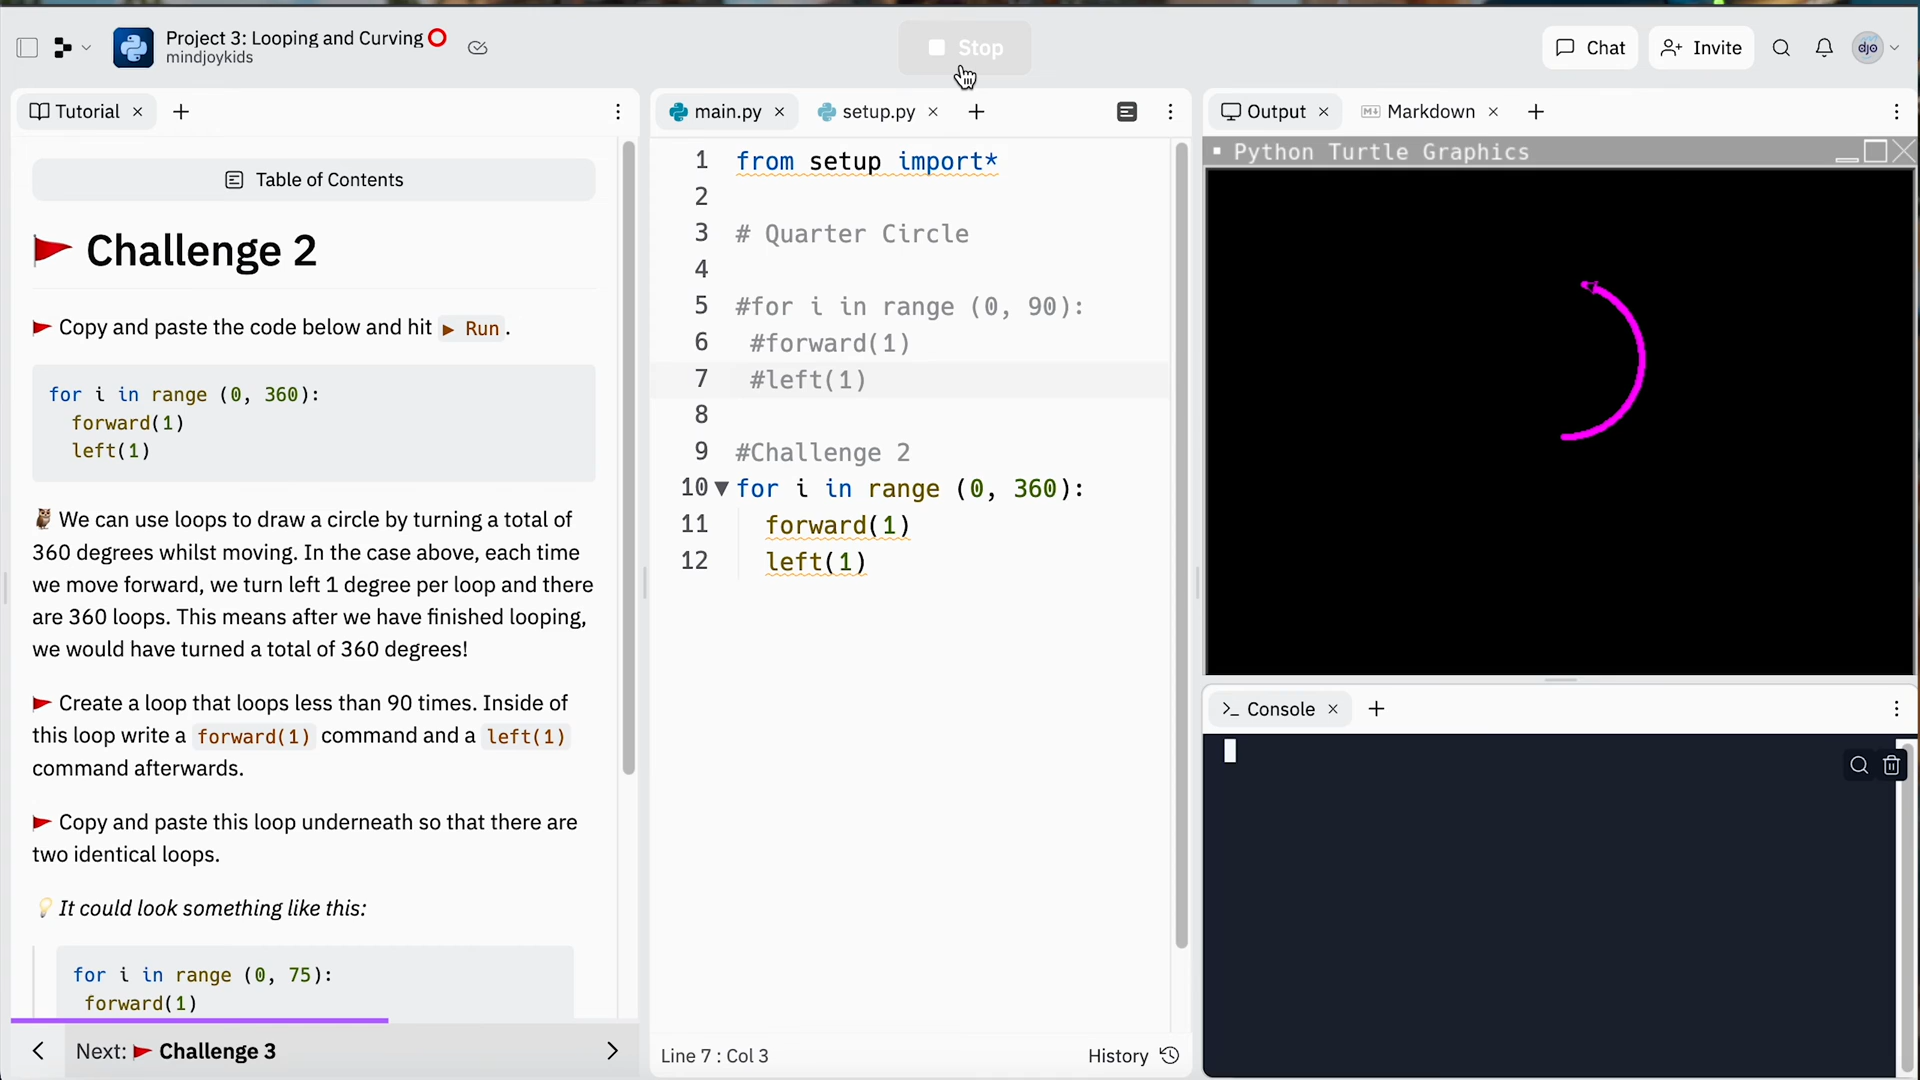 Project 3: Looping and Curving
mindjoykids
Stop
Chat
Invite
djo
Tutorial
Table of Contents
Challenge 2
Copy and paste the code below and hit ▶ Run.
for i in range (0, 360):
forward(1)
left(1)
We can use loops to draw a circle by turning a total of
360 degrees whilst moving. In the case above, each time
we move forward, we turn left 1 degree per loop and there
are 360 loops. This means after we have finished looping,
we would have turned a total of 360 degrees!
Create a loop that loops less than 90 times. Inside of
this loop write a forward(1) command and a left(1)
command afterwards.
Copy and paste this loop underneath so that there are
two identical loops.
It could look something like this:
for i in range (0, 75):
forward(1)
Next: Challenge 3
main.py
setup.py
1 from setup import*
2
3 # Quarter Circle
4
5 #for i in range (0, 90):
6 #forward(1)
7 #left(1)
8
9 #Challenge 2
10 for i in range (0, 360):
11 forward(1)
12 left(1)
Line 7 : Col 3
History
Output
Markdown
Python Turtle Graphics
Console